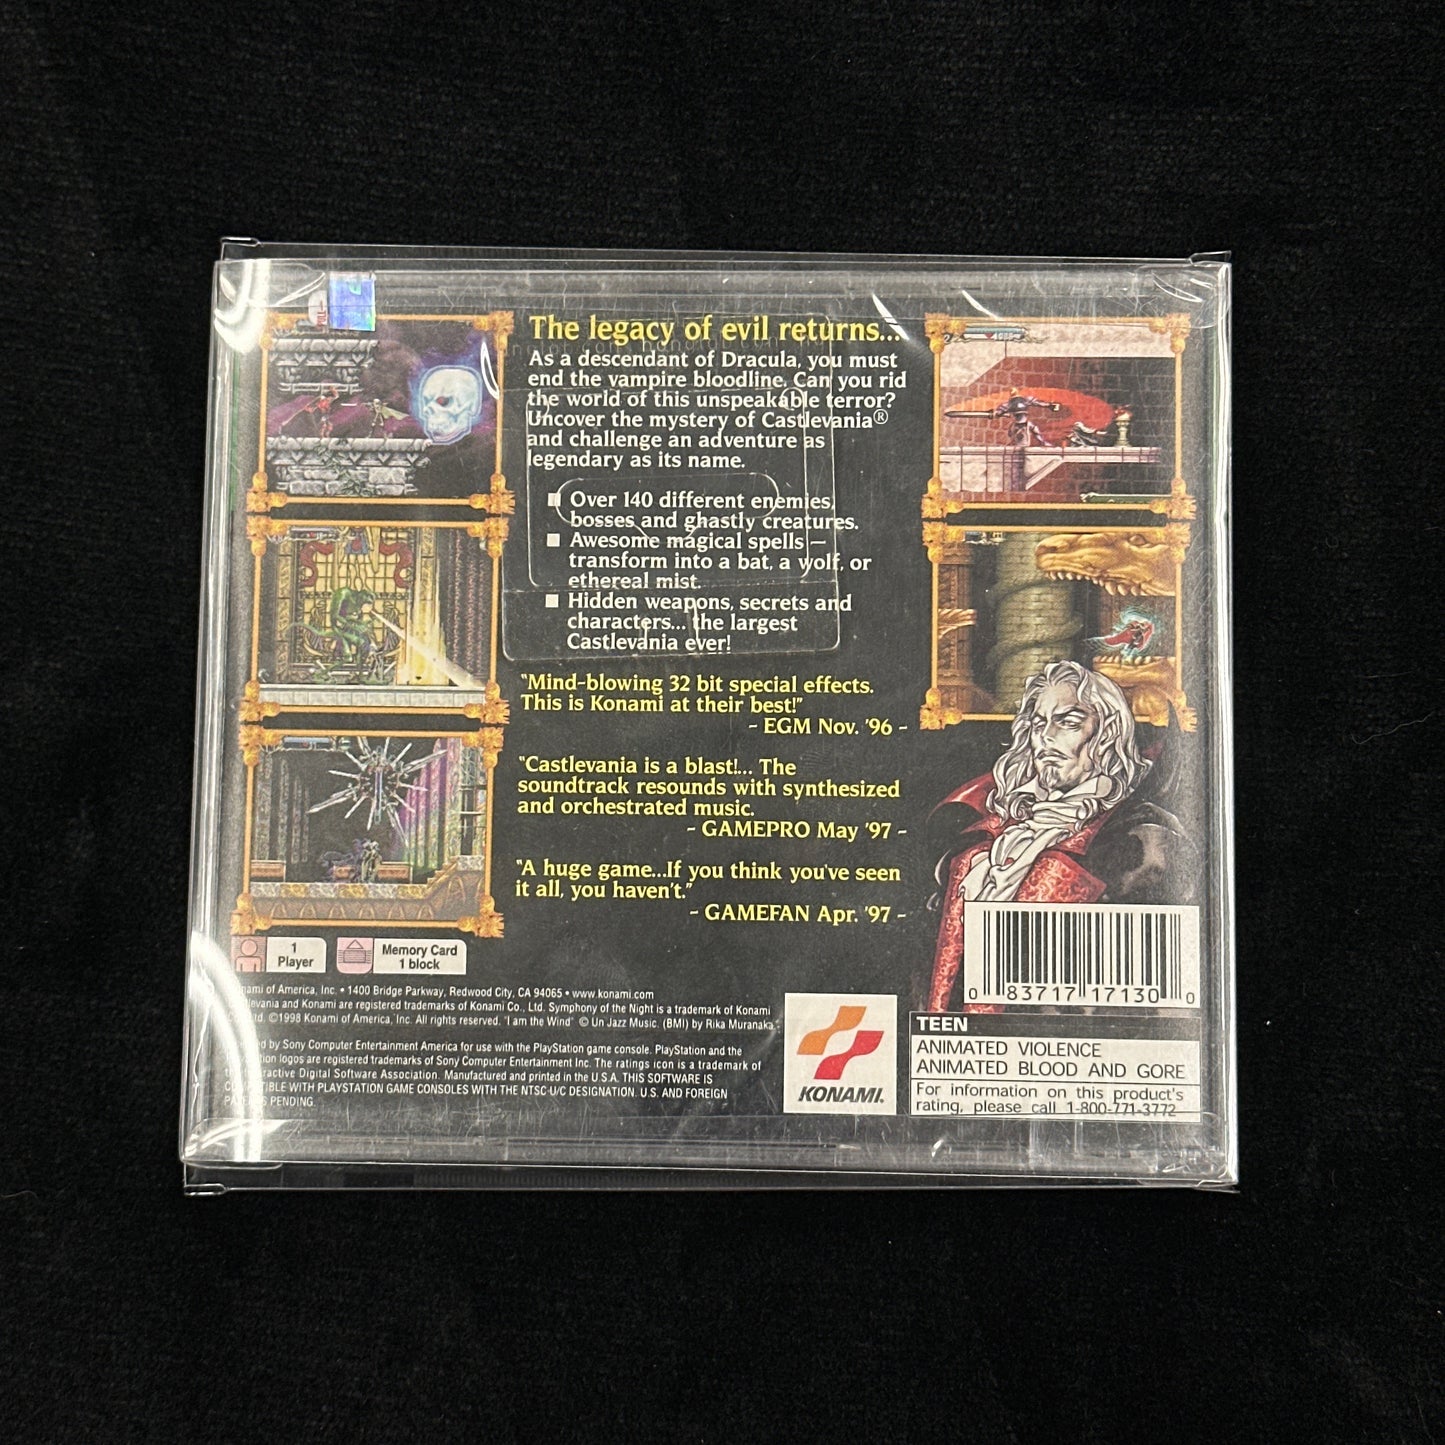 The legacy of evil returns...
As a descendant of Dracula, you must
end the vampire bloodline. Can you rid
the world of this unspeakable terror?
Uncover the mystery of Castlevania®
and challenge an adventure as
legendary as its name.
Over 140 different enemies,
bosses and ghastly creatures.
Awesome magical spells —
transform into a bat, a wolf, or
ethereal mist.
Hidden weapons, secrets and
characters... the largest
Castlevania ever!
"Mind-blowing 32 bit special effects.
This is Konami at their best!"
- EGM Nov. '96 -
"Castlevania is a blast!... The
soundtrack resounds with synthesized
and orchestrated music.
- GAMEPRO May '97 -
"A huge game...If you think you've seen
it all, you haven't."
- GAMEFAN Apr. '97 -
1
Player
Memory Card
1 block
of America, Inc. • 1400 Bridge Parkway, Redwood City, CA 94065 • www.konami.com
and Konami are registered trademarks of Konami Co., Ltd. Symphony of the Night is a trademark of Konami
©1998 Konami of America, Inc. All rights reserved. "I am the Wind" © Un Jazz Music. (BMI) by Rika Muranaka.
by Sony Computer Entertainment America for use with the PlayStation game console. PlayStation and the
logos are registered trademarks of Sony Computer Entertainment Inc. The ratings icon is a trademark of
Digital Software Association. Manufactured and printed in the U.S.A. THIS SOFTWARE IS
WITH PLAYSTATION GAME CONSOLES WITH THE NTSC-U/C DESIGNATION. U.S. AND FOREIGN
PENDING.
KONAMI.
0 83717 17130 0
TEEN
ANIMATED VIOLENCE
ANIMATED BLOOD AND GORE
For information on this product's
rating, please call 1-800-771-3772